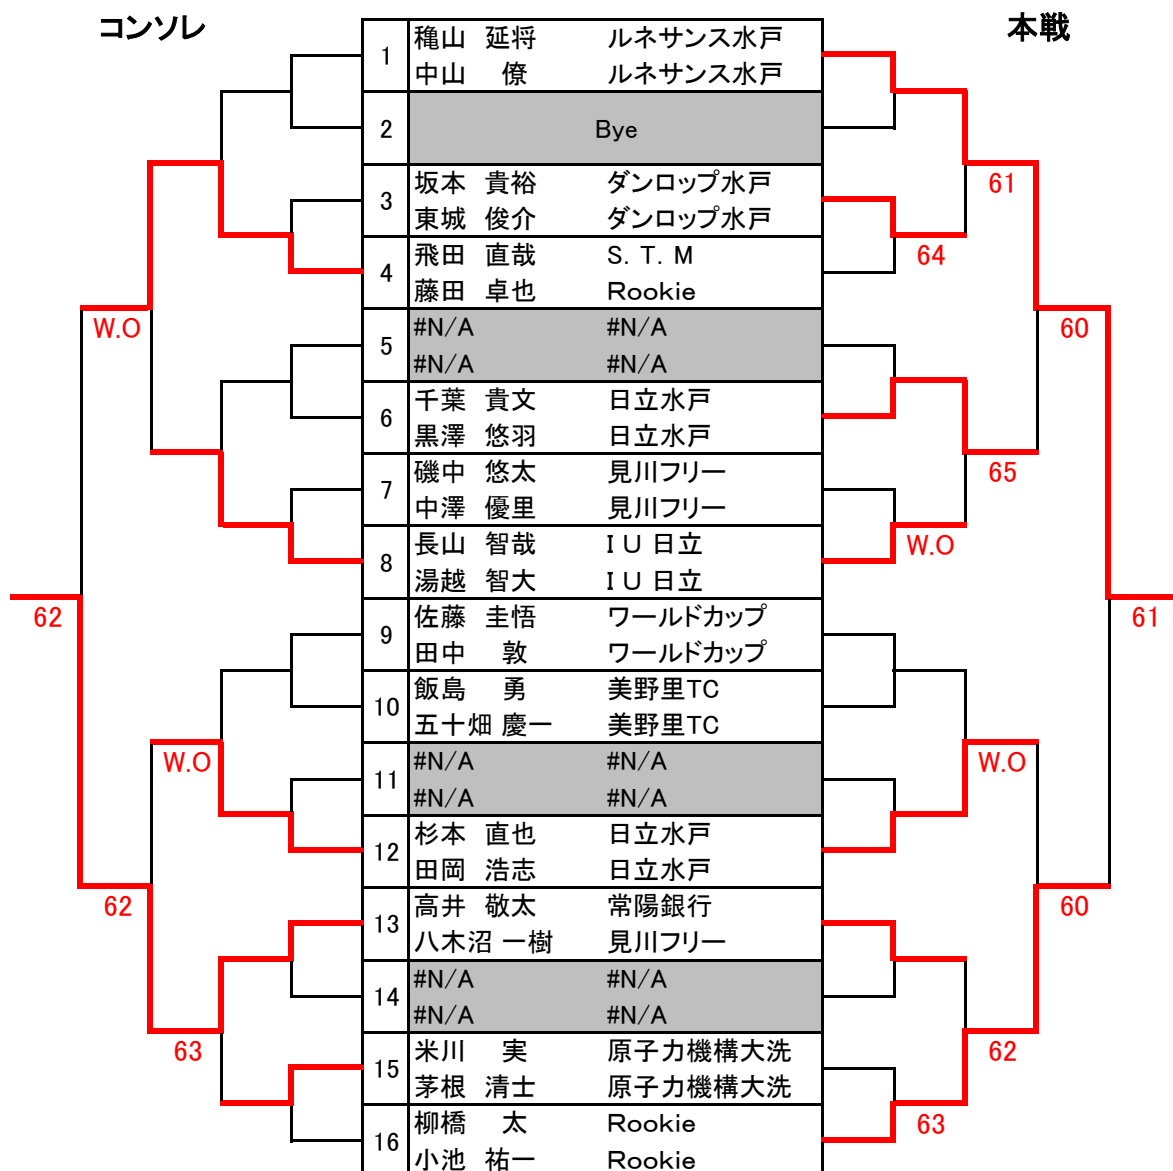 コンソレ
本戦
1 穐山 延将 ルネサンス水戸
中山 僚 ルネサンス水戸
2 Bye
3 坂本 貴裕 ダンロップ水戸
東城 俊介 ダンロップ水戸
61
4 飛田 直哉 S. T. M
藤田 卓也 Rookie
64
W.O
5 #N/A #N/A
#N/A #N/A
60
6 千葉 貴文 日立水戸
黒澤 悠羽 日立水戸
7 磯中 悠太 見川フリー
中澤 優里 見川フリー
65
8 長山 智哉 IU日立
湯越 智大 IU日立
W.O
62
9 佐藤 圭悟 ワールドカップ
田中 敦 ワールドカップ
61
10 飯島 勇 美野里TC
五十畑 慶一 美野里TC
W.O
11 #N/A #N/A
#N/A #N/A
W.O
12 杉本 直也 日立水戸
田岡 浩志 日立水戸
62
13 高井 敬太 常陽銀行
八木沼 一樹 見川フリー
60
14 #N/A #N/A
#N/A #N/A
63
15 米川 実 原子力機構大洗
茅根 清士 原子力機構大洗
62
16 柳橋 太 Rookie
小池 祐一 Rookie
63